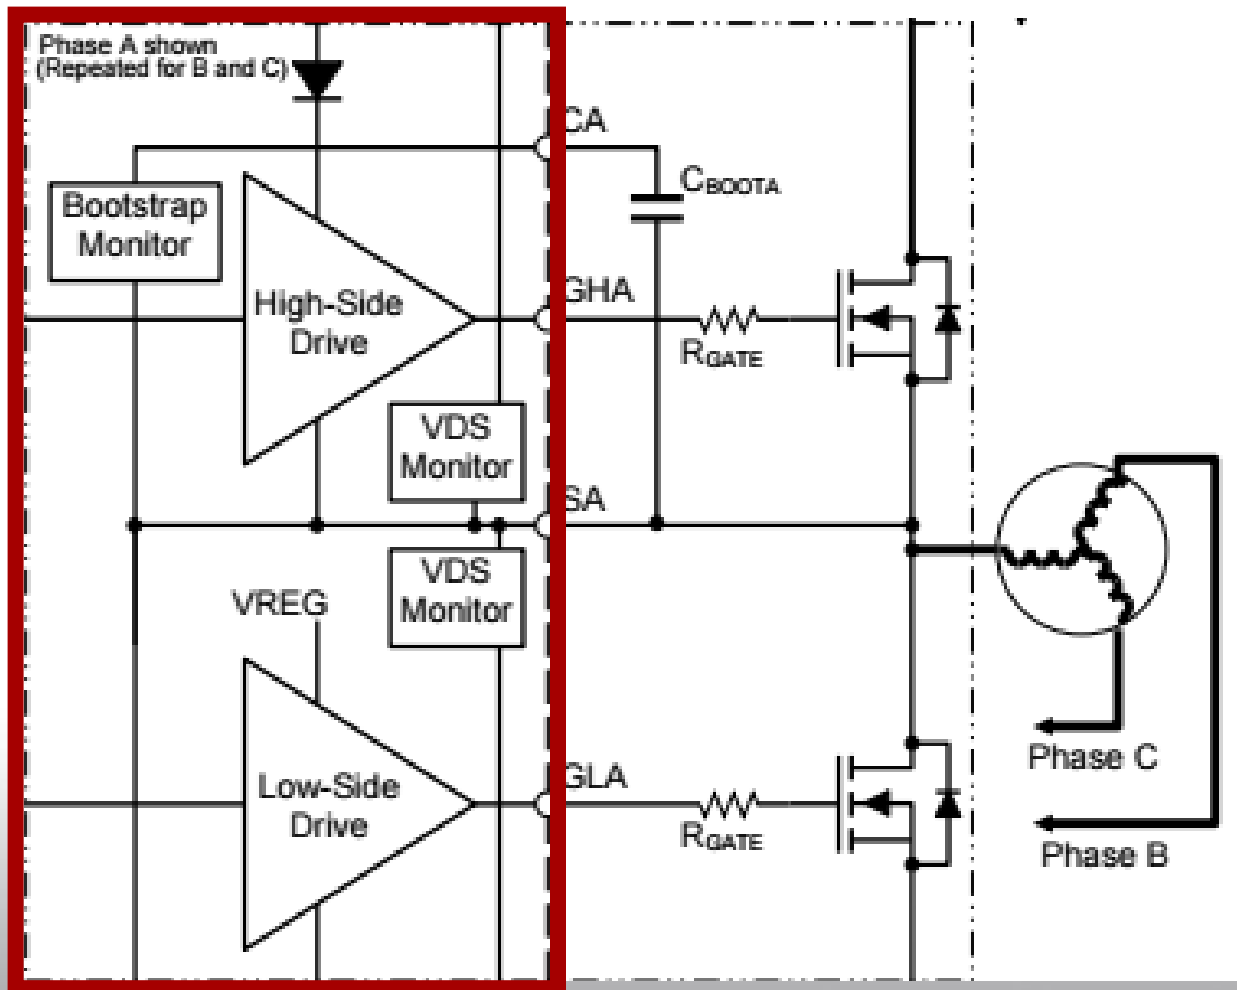 Phase A shown
(Repeated for B and C)
CA
CBOOTA
Bootstrap
Monitor
High-Side
Drive
GHA
RGATE
VDS
Monitor
SA
VDS
Monitor
VREG
Low-Side
Drive
GLA
RGATE
Phase C
Phase B